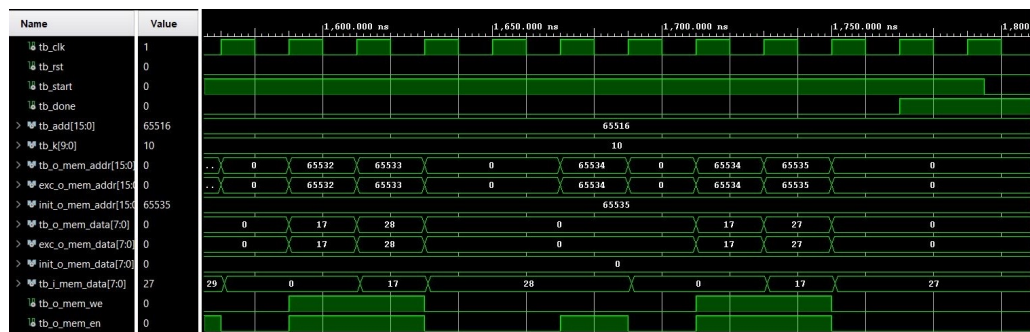 Name Value 1,600.000 ns 1,650.000 ns 1,700.000 ns 1,750.000 ns 1,800
tb_clk 1
tb_rst 0
tb_start 0
tb_done 0
tb_add[15:0] 65516 65516
tb_k[9:0] 10 10
tb_o_mem_addr[15:0] 0 .. 0 65532 65533 0 65534 0 65534 65535 0
exc_o_mem_addr[15:0 0 .. 0 65532 65533 0 65534 0 65534 65535 0
init_o_mem_addr[15:0 65535 65535
tb_o_mem_data[7:0] 0 0 17 28 0 17 27 0
exc_o_mem_data[7:0] 0 0 17 28 0 17 27 0
init_o_mem_data[7:0] 0 0
tb_i_mem_data[7:0] 27 29 0 17 28 0 17 27
tb_o_mem_we 0
tb_o_mem_en 0